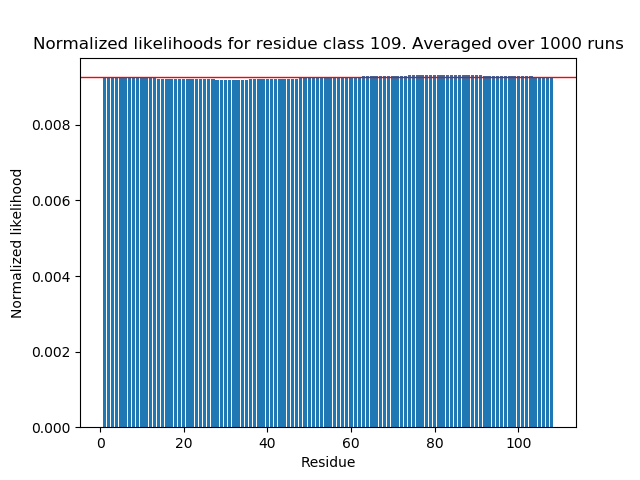 Normalized likelihoods for residue class 109. Averaged over 1000 runs
0.008
0.006
0.004
0.002
0.000
Normalized likelihood
0 20 40 60 80 100
Residue